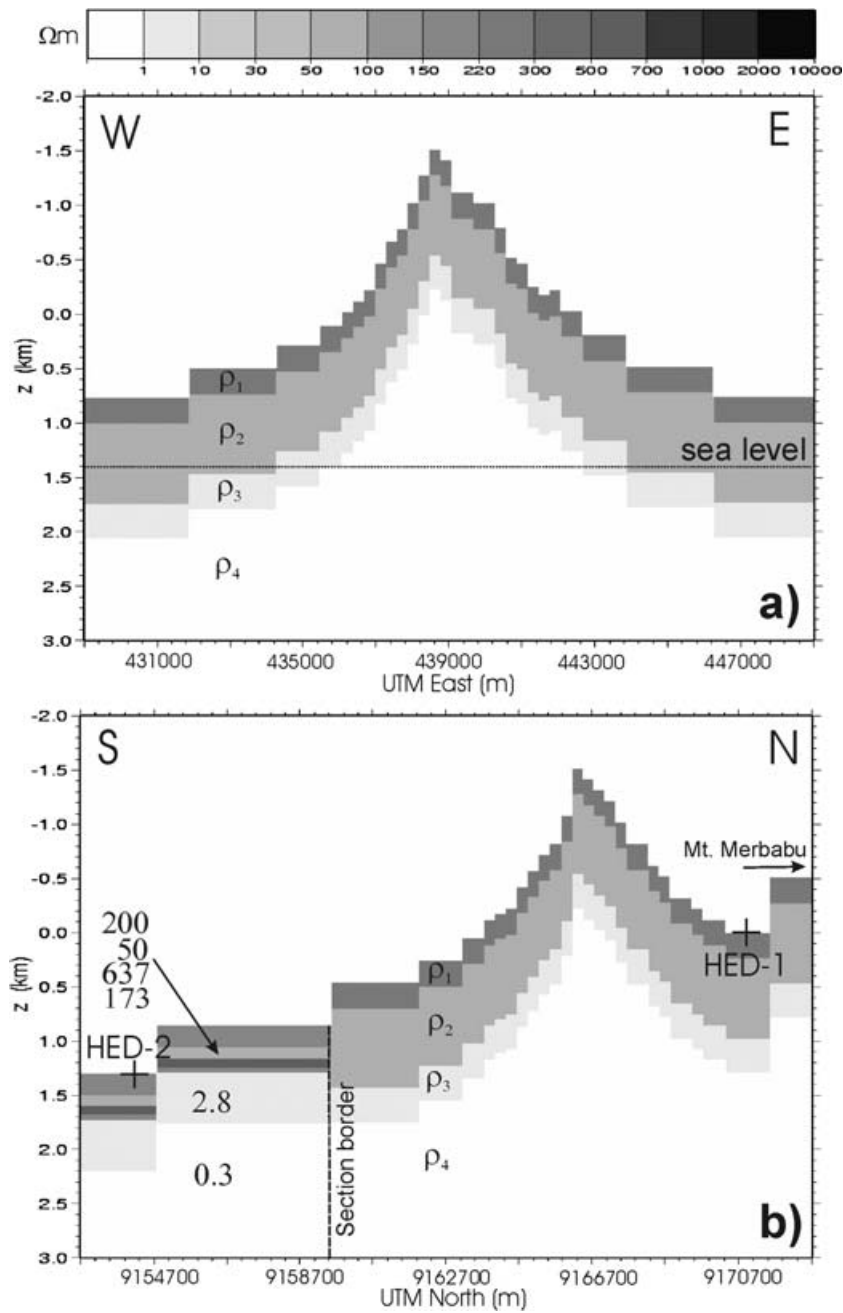 Ωm
1 10 30 50 100 150 220 300 500 700 1000 2000 10000
W
E
-2.0
-1.5
-1.0
-0.5
0.0
0.5
1.0
1.5
2.0
2.5
3.0
z (km)
ρ1
ρ2
ρ3
ρ4
sea level
a)
431000 435000 439000 443000 447000
UTM East (m)
S
N
-2.0
-1.5
-1.0
-0.5
0.0
0.5
1.0
1.5
2.0
2.5
3.0
z (km)
Mt. Merbabu
200
50
637
173
HED-2
HED-1
2.8
0.3
Section border
ρ1
ρ2
ρ3
ρ4
b)
9154700 9158700 9162700 9166700 9170700
UTM North (m)